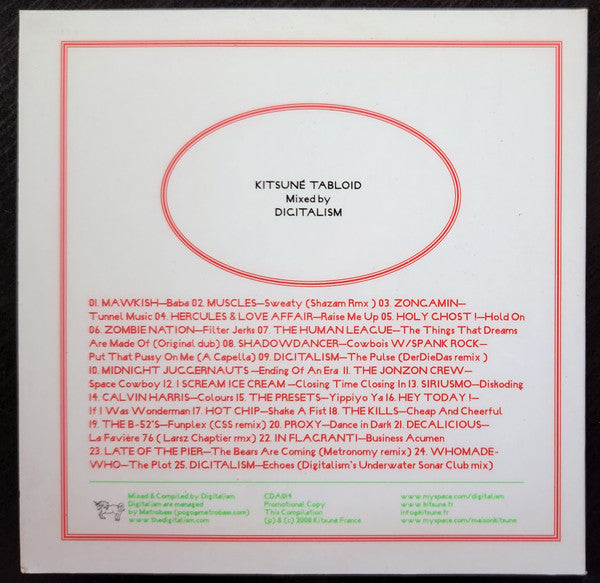 KITSUNÉ TABLOID
Mixed by
DIGITALISM
01. MAWKISH—Baba 02. MUSCLES—Sweaty (Shazam Rmx ) 03. ZONGAMIN—
Tunnel Music 04. HERCULES & LOVE AFFAIR—Raise Me Up 05. HOLY GHOST !—Hold On
06. ZOMBIE NATION—Filter Jerks 07. THE HUMAN LEAGUE—The Things That Dreams
Are Made Of (Original dub) 08. SHADOWDANCER—Cowbois W/SPANK ROCK—
Put That Pussy On Me (A Capella) 09. DIGITALISM—The Pulse (DerDieDas remix )
10. MIDNIGHT JUGGERNAUTS —Ending Of An Era 11. THE JONZON CREW—
Space Cowboy 12. I SCREAM ICE CREAM —Closing Time Closing In 13. SIRIUSMO—Diskoding
14. CALVIN HARRIS—Colours 15. THE PRESETS—Yippiyo Ya 16. HEY TODAY !—
If I Was Wonderman 17. HOT CHIP—Shake A Fist 18. THE KILLS—Cheap And Cheerful
19. THE B-52'S—Funplex (CSS remix) 20. PROXY—Dance in Dark 21. DECALICIOUS—
La Favière 76 ( Larsz Chaptier rmx) 22. IN FLAGRANTI—Business Acumen
23. LATE OF THE PIER—The Bears Are Coming (Metronomy remix) 24. WHOMADE-
WHO—The Plot 25. DIGITALISM—Echoes (Digitalism's Underwater Sonar Club mix)
Mixed & Compiled by Digitalism
Digitalism are managed
by Metrobass (pogo@metrobass.com)
www.thedigitalism.com
CDA014
Promotional Copy
This Compilation
(p) & (c) 2008 Kitsuné France
www.myspace.com/digitalism
www.kitsune.fr
info@kitsune.fr
www.myspace.com/maisonkitsune